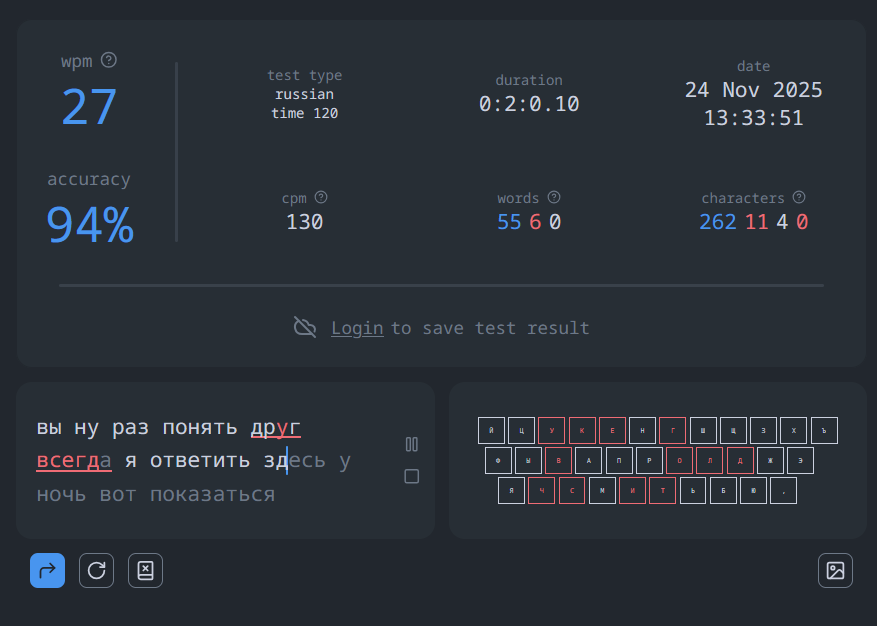 wpm
27
accuracy
94%
test type
russian
time 120
duration
0:2:0.10
date
24 Nov 2025
13:33:51
cpm
130
words
55 6 0
characters
262 11 4 0
Login to save test result
вы ну раз понять друг
всегда я ответить здесь у
ночь вот показаться
Й Ц У К Е Н Г Ш Щ З Х Ъ
Ф Ы В А П Р О Л Д Ж Э
Я Ч С М И Т Ь Б Ю ,